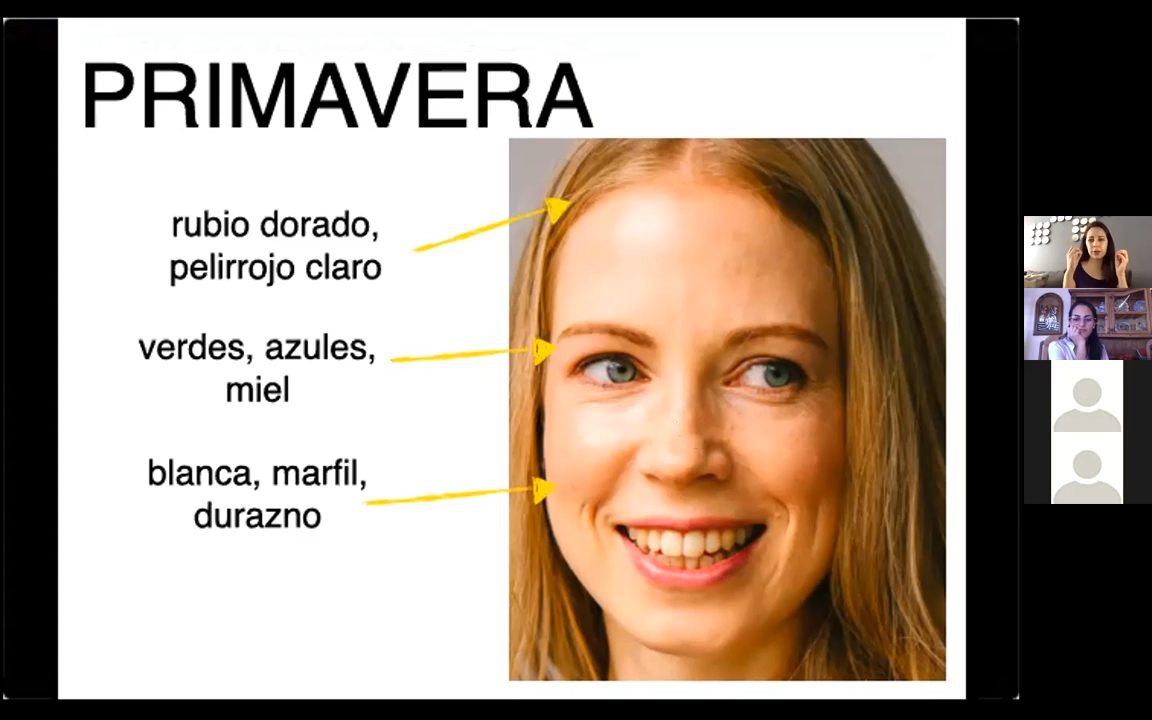 PRIMAVERA
rubio dorado,
pelirrojo claro
verdes, azules,
miel
blanca, marfil,
durazno